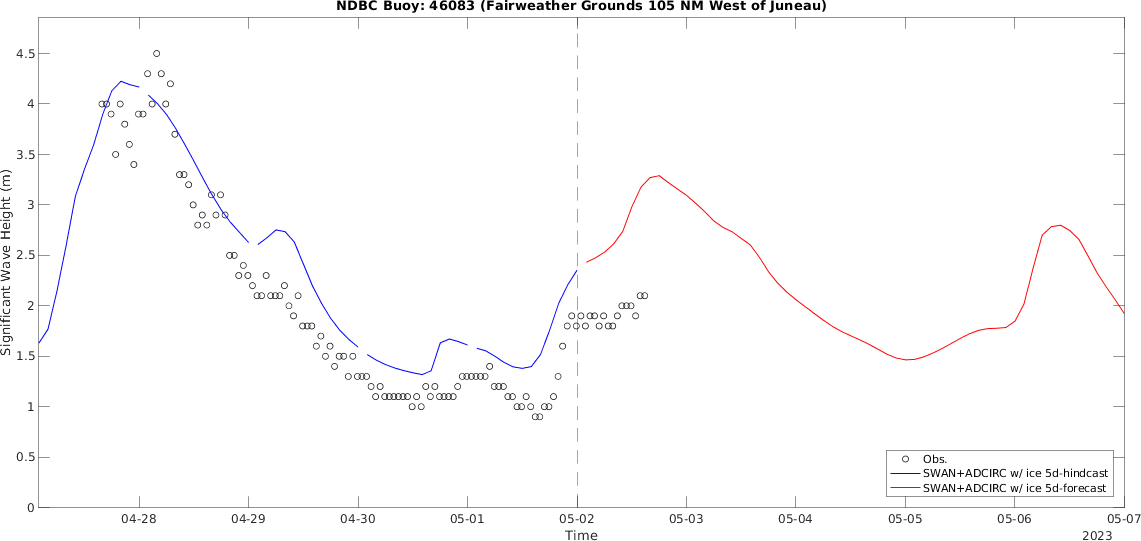 NDBC Buoy: 46083 (Fairweather Grounds 105 NM West of Juneau)
4.5
4
3.5
3
2.5
2
1.5
1
0.5
0
Significant Wave Height (m)
Obs.
SWAN+ADCIRC w/ ice 5d-hindcast
SWAN+ADCIRC w/ ice 5d-forecast
04-28 04-29 04-30 05-01 05-02 05-03 05-04 05-05 05-06 05-07
Time
2023